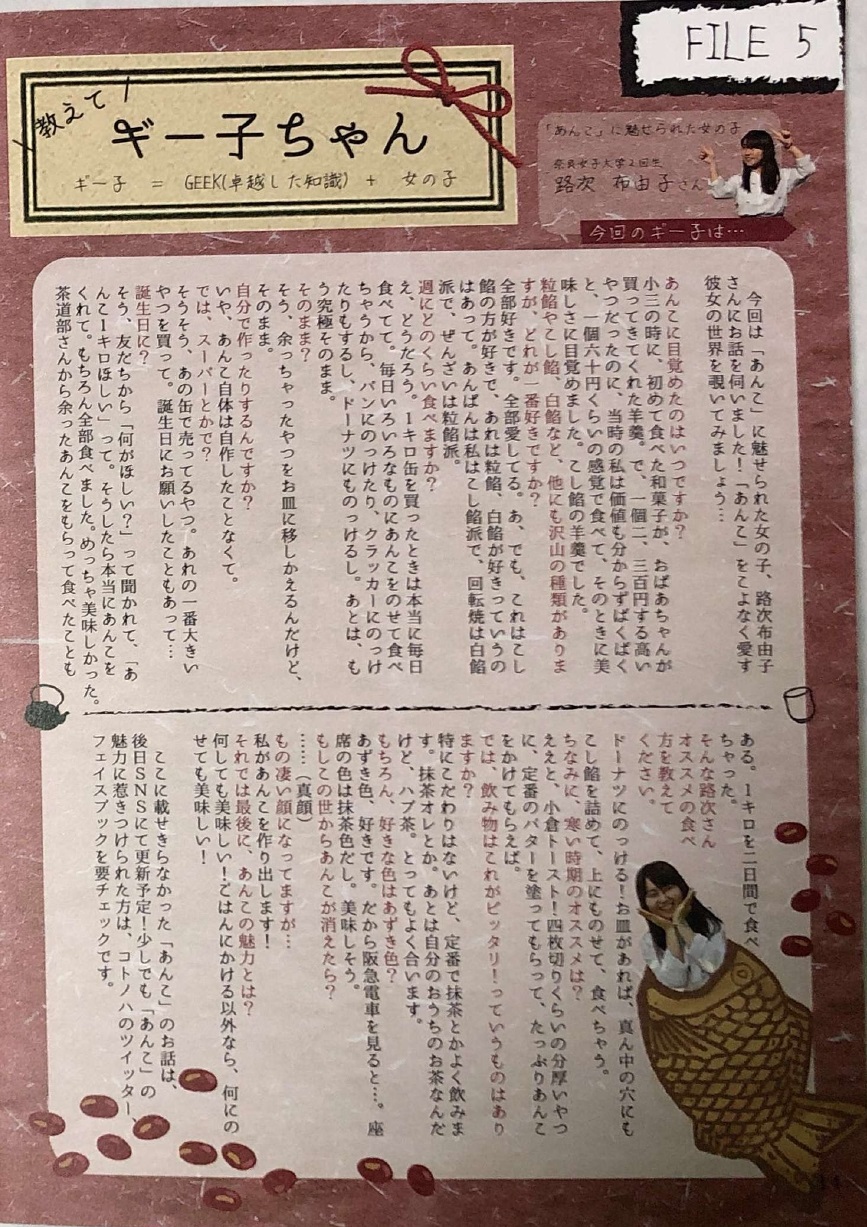 FILE 5
教えて
ギー子ちゃん
ギー子 = GEEK(卓越した知識) + 女の子
「あんこ」に魅せられた女の子
奈良女子大学2回生
路次 布由子さん
今回のギー子は…
今回は「あんこ」に魅せられた女の子、路次布由子
さんにお話を伺いました!「あんこ」をこよなく愛す
彼女の世界を覗いてみましょう…
あんこに目覚めたのはいつですか?
小三の時に、初めて食べた和菓子が、おばあちゃんが
買ってきてくれた羊羹。で、一個二、三百円する高い
やつだったのに、当時の私は価値も分からずばくばく
と、一個六十円くらいの感覚で食べて、そのときに美
味しさに目覚めました。こし餡の羊羹でした。
粒餡やこし餡、白餡など、他にも沢山の種類がありま
すが、どれが一番好きですか?
全部好きです。全部愛してる。あ、でも、これはこし
餡の方が好きで、あれは粒餡、白餡が好きっていうの
はあって。あんぱんは私はこし餡派で、回転焼は白餡
派で、ぜんざいは粒餡派。
週にどのくらい食べますか?
え、どうだろう。1キロ缶を買ったときは本当に毎日
食べてて。毎日いろいろなものにあんこをのせて食べ
ちゃうから、パンにのっけたり、クラッカーにのっけ
たりもするし、ドーナツにものっけるし。あとは、も
う究極そのまま。
そのまま?
そう、余っちゃったやつをお皿に移しかえるんだけど、
そのまま。
自分で作ったりするんですか?
いや、あんこ自体は自作したことなくて。
では、スーパーとかで?
そうそう、あの缶で売ってるやつ。あれの一番大きい
やつを買って。誕生日にお願いしたこともあって…
誕生日に?
そう、友だちから「何がほしい?」って聞かれて、「あ
んこ1キロほしい」って。そうしたら本当にあんこを
くれて。もちろん全部食べました。めっちゃ美味しかった。
茶道部さんから余ったあんこをもらって食べたことも
ある。1キロを二日間で食べ
ちゃった。
そんな路次さん
オススメの食べ
方を教えて
ください。
ドーナツにのっける!お皿があれば、真ん中の穴にも
こし餡を詰めて、上にものせて、食べちゃう。
ちなみに、寒い時期のオススメは?
ええと、小倉トースト!四枚切りくらいの分厚いやつ
に、定番のバターを塗ってもらって、たっぷりあんこ
をかけてもらえば。
では、飲み物はこれがピッタリ!っていうものはあり
ますか?
特にこだわりはないけど、定番で抹茶とかよく飲みま
す。抹茶オレとか。あとは自分のおうちのお茶なんだ
けど、ハブ茶。とってもよく合います。
もちろん、好きな色はあずき色?
あずき色、好きです。だから阪急電車を見ると…。座
席の色は抹茶色だし。美味しそう。
もしこの世からあんこが消えたら?
……(真顔)
もの凄い顔になってますが…
私があんこを作り出します!
それでは最後に、あんこの魅力とは?
何しても美味しい!ごはんにかける以外なら、何にの
せても美味しい!
ここに載せきらなかった「あんこ」のお話は、
後日SNSにて更新予定!少しでも「あんこ」の
魅力に惹きつけられた方は、コトノハのツイッター、
フェイスブックを要チェックです。